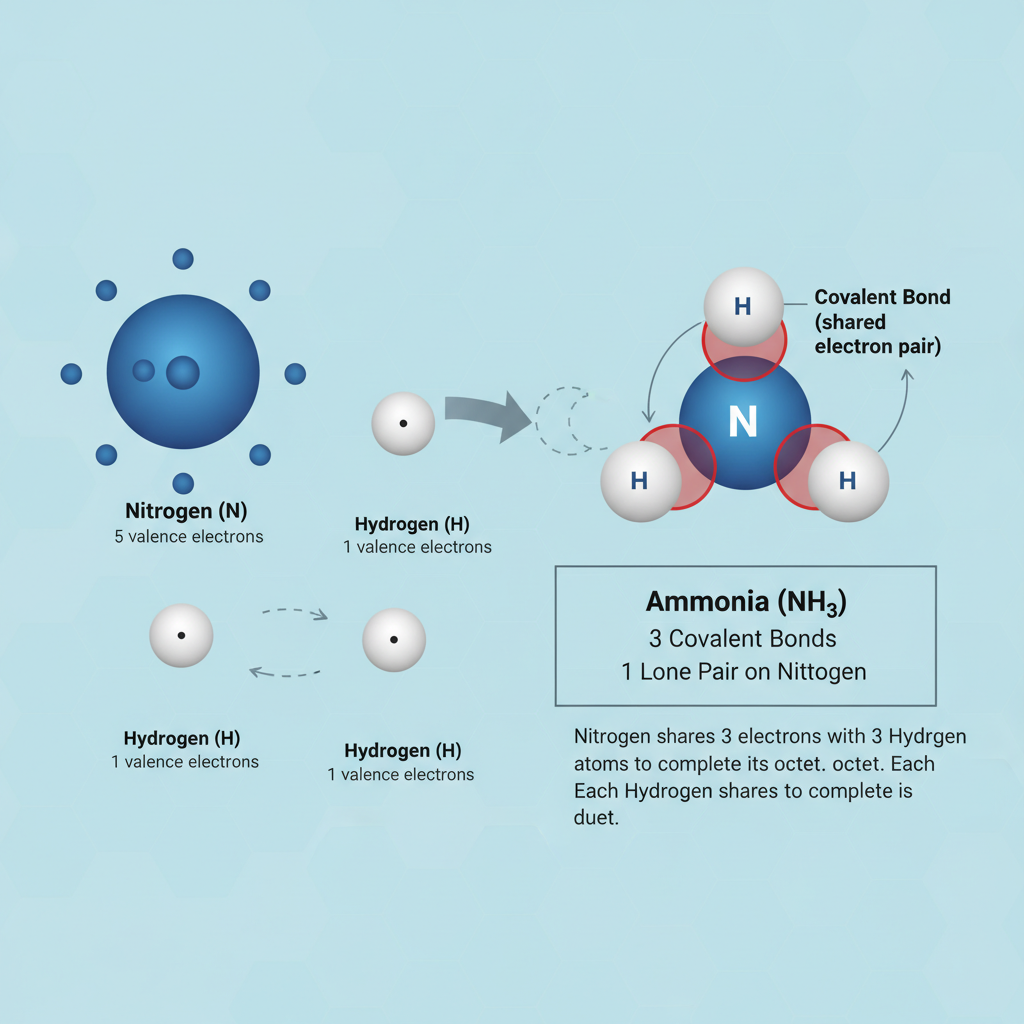 Nitrogen (N)
5 valence electrons
Hydrogen (H)
1 valence electrons
Hydrogen (H)
1 valence electrons
Hydrogen (H)
1 valence electrons
H
N
H
H
Covalent Bond
(shared
electron pair)
Ammonia (NH₃)
3 Covalent Bonds
1 Lone Pair on Nittogen
Nitrogen shares 3 electrons with 3 Hydrgen
atoms to complete its octet. octet. Each
Each Hydrogen shares to complete is
duet.